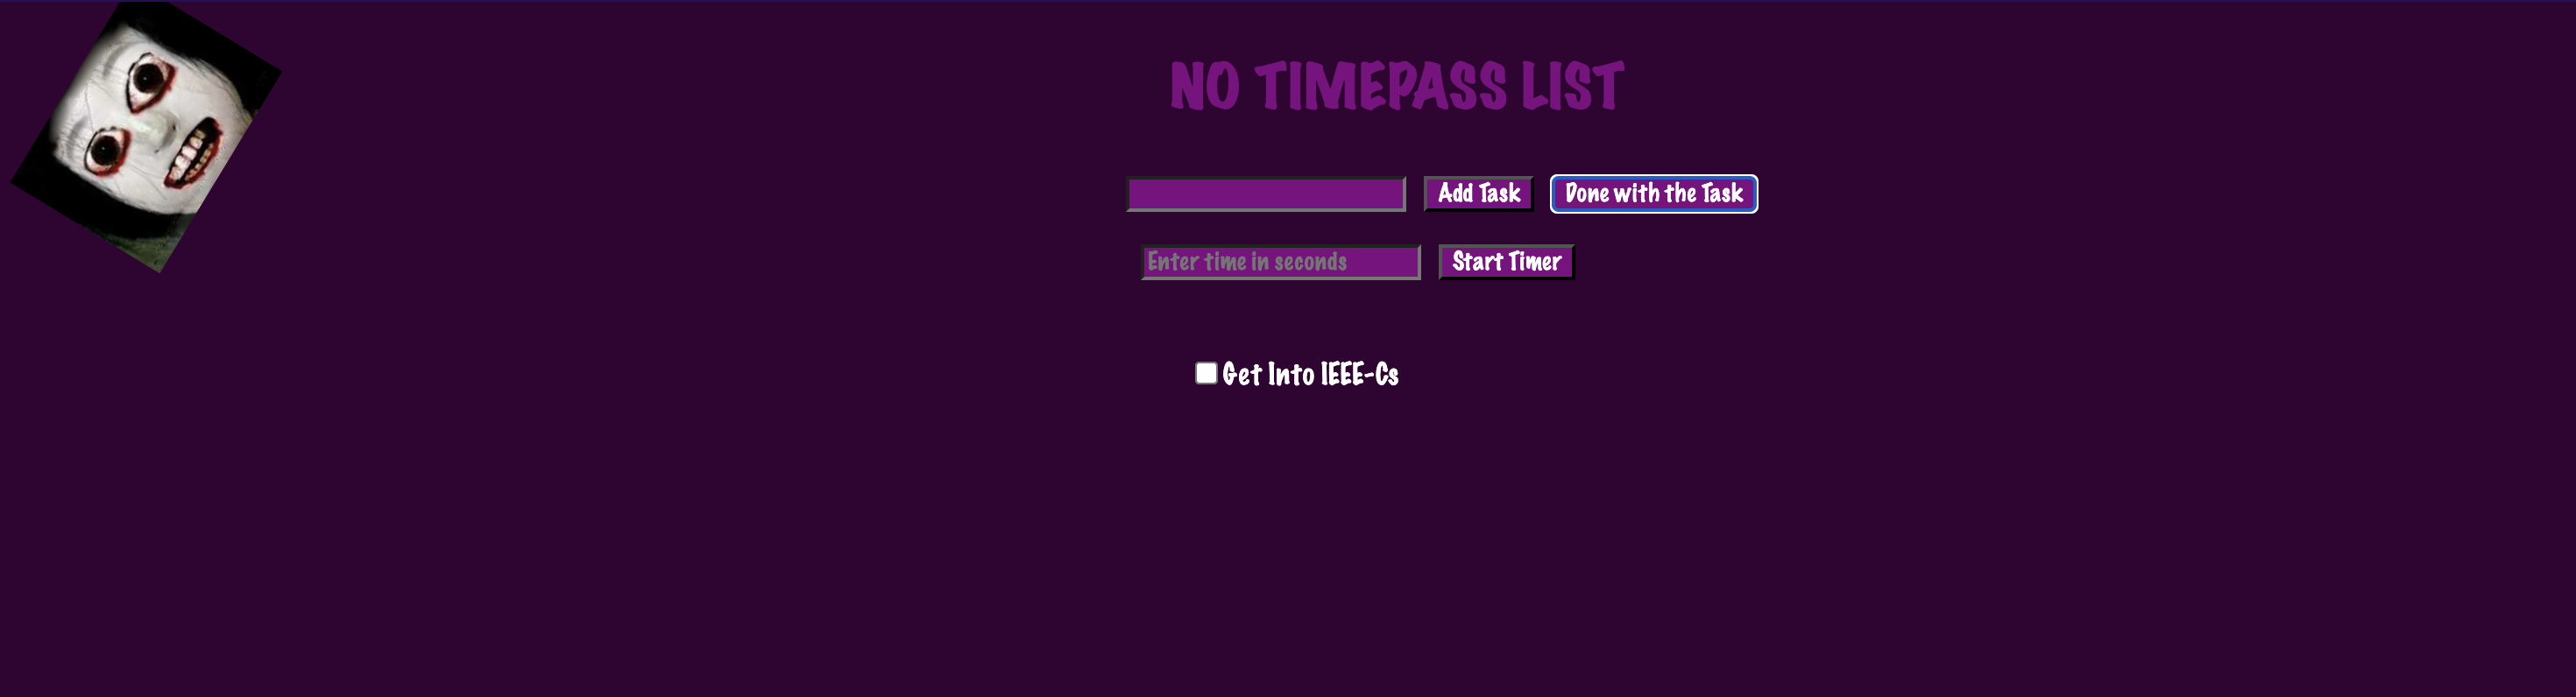 NO TIMEPASS LIST
Add Task Done with the Task
Enter time in seconds Start Timer
Get Into IEEE-Cs